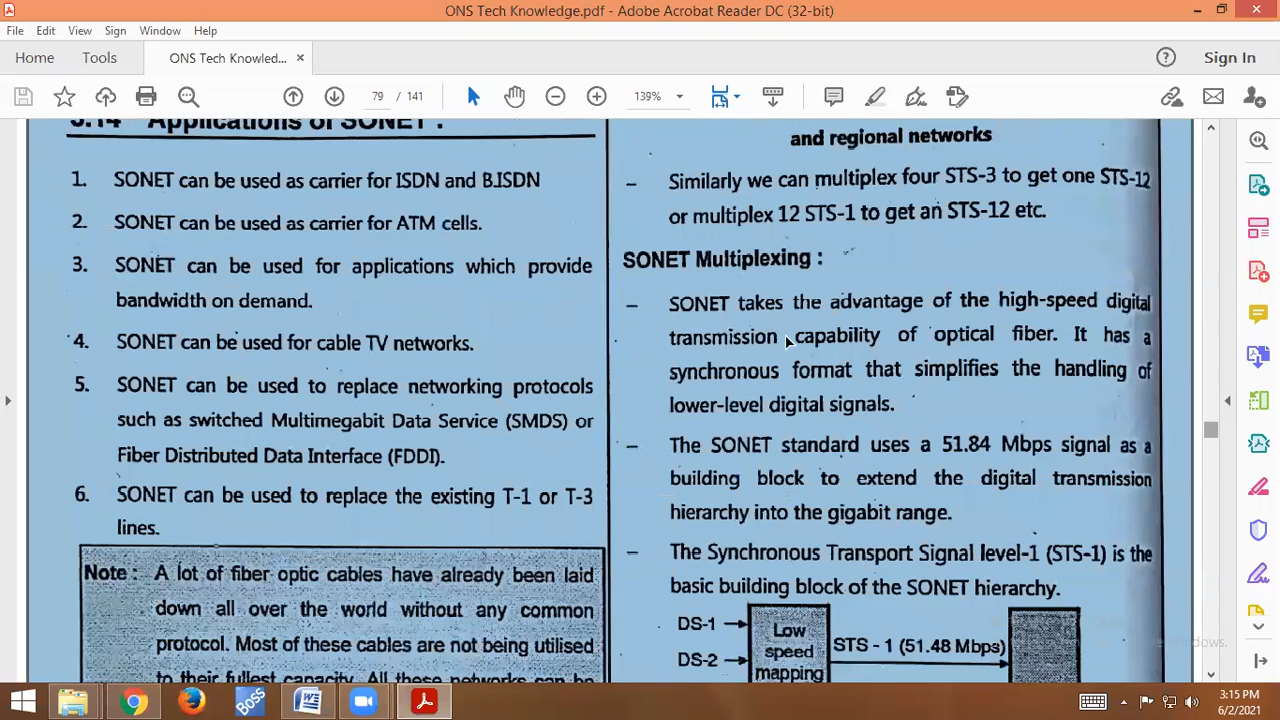 ONS Tech Knowledge.pdf - Adobe Acrobat Reader DC (32-bit)
File Edit View Sign Window Help
Home Tools ONS Tech Knowled... × Sign In
79 / 141 139%
3.14 Applications of SONET :
1. SONET can be used as carrier for ISDN and B.ISDN
2. SONET can be used as carrier for ATM cells.
3. SONET can be used for applications which provide
bandwidth on demand.
4. SONET can be used for cable TV networks.
5. SONET can be used to replace networking protocols
such as switched Multimegabit Data Service (SMDS) or
Fiber Distributed Data Interface (FDDI).
6. SONET can be used to replace the existing T-1 or T-3
lines.
Note : A lot of fiber optic cables have already been laid
down all over the world without any common
protocol. Most of these cables are not being utilised
to their fullest capacity. All these networks can be
and regional networks
– Similarly we can multiplex four STS-3 to get one STS-12
or multiplex 12 STS-1 to get an STS-12 etc.
SONET Multiplexing :
– SONET takes the advantage of the high-speed digital
transmission capability of optical fiber. It has a
synchronous format that simplifies the handling of
lower-level digital signals.
– The SONET standard uses a 51.84 Mbps signal as a
building block to extend the digital transmission
hierarchy into the gigabit range.
– The Synchronous Transport Signal level-1 (STS-1) is the
basic building block of the SONET hierarchy.
DS-1
DS-2
Low
speed
mapping
STS - 1 (51.48 Mbps)
BOSS
3:15 PM
6/2/2021